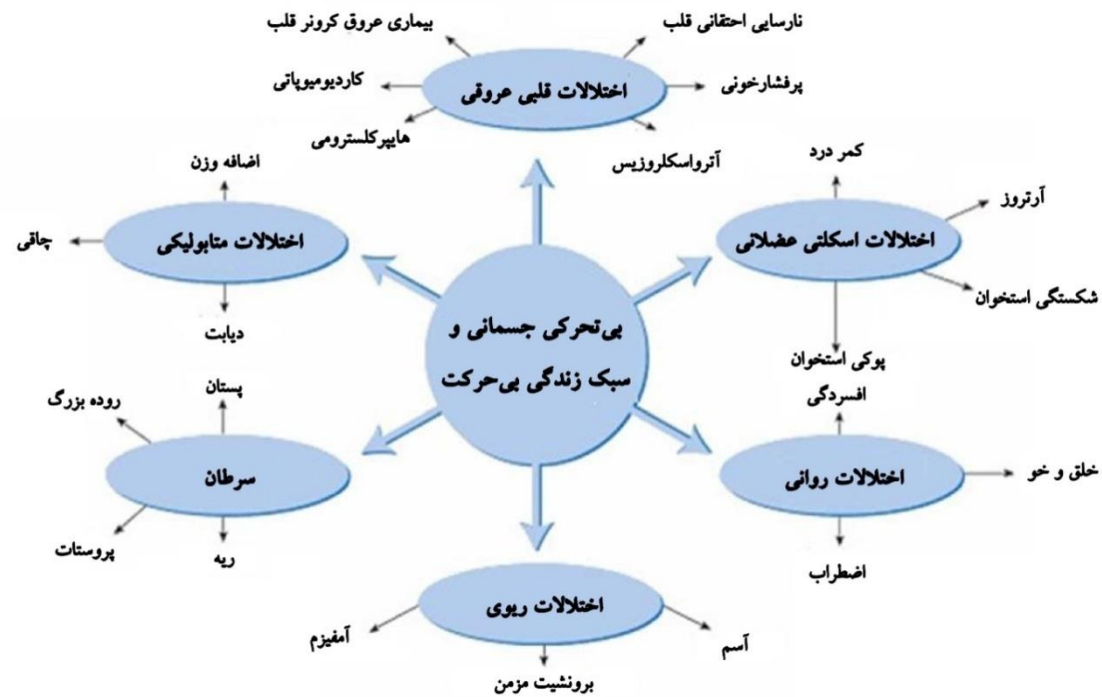 نارسایی احتقانی قلب
بیماری عروق کرونر قلب
اختلالات قلبی عروقی
پرفشارخونی
کاردیومیوپاتی
هایپرکلسترومی
آترواسکلروزیس
کمر درد
آرتروز
اختلالات اسکلتی عضلانی
شکستگی استخوان
پوکی استخوان
اضافه وزن
اختلالات متابولیکی
چاقی
دیابت
بی‌تحرکی جسمانی و
سبک زندگی بی‌حرکت
افسردگی
اختلالات روانی
خلق و خو
اضطراب
پستان
روده بزرگ
سرطان
پروستات
ریه
اختلالات ریوی
آسم
برونشیت مزمن
آمفیزم